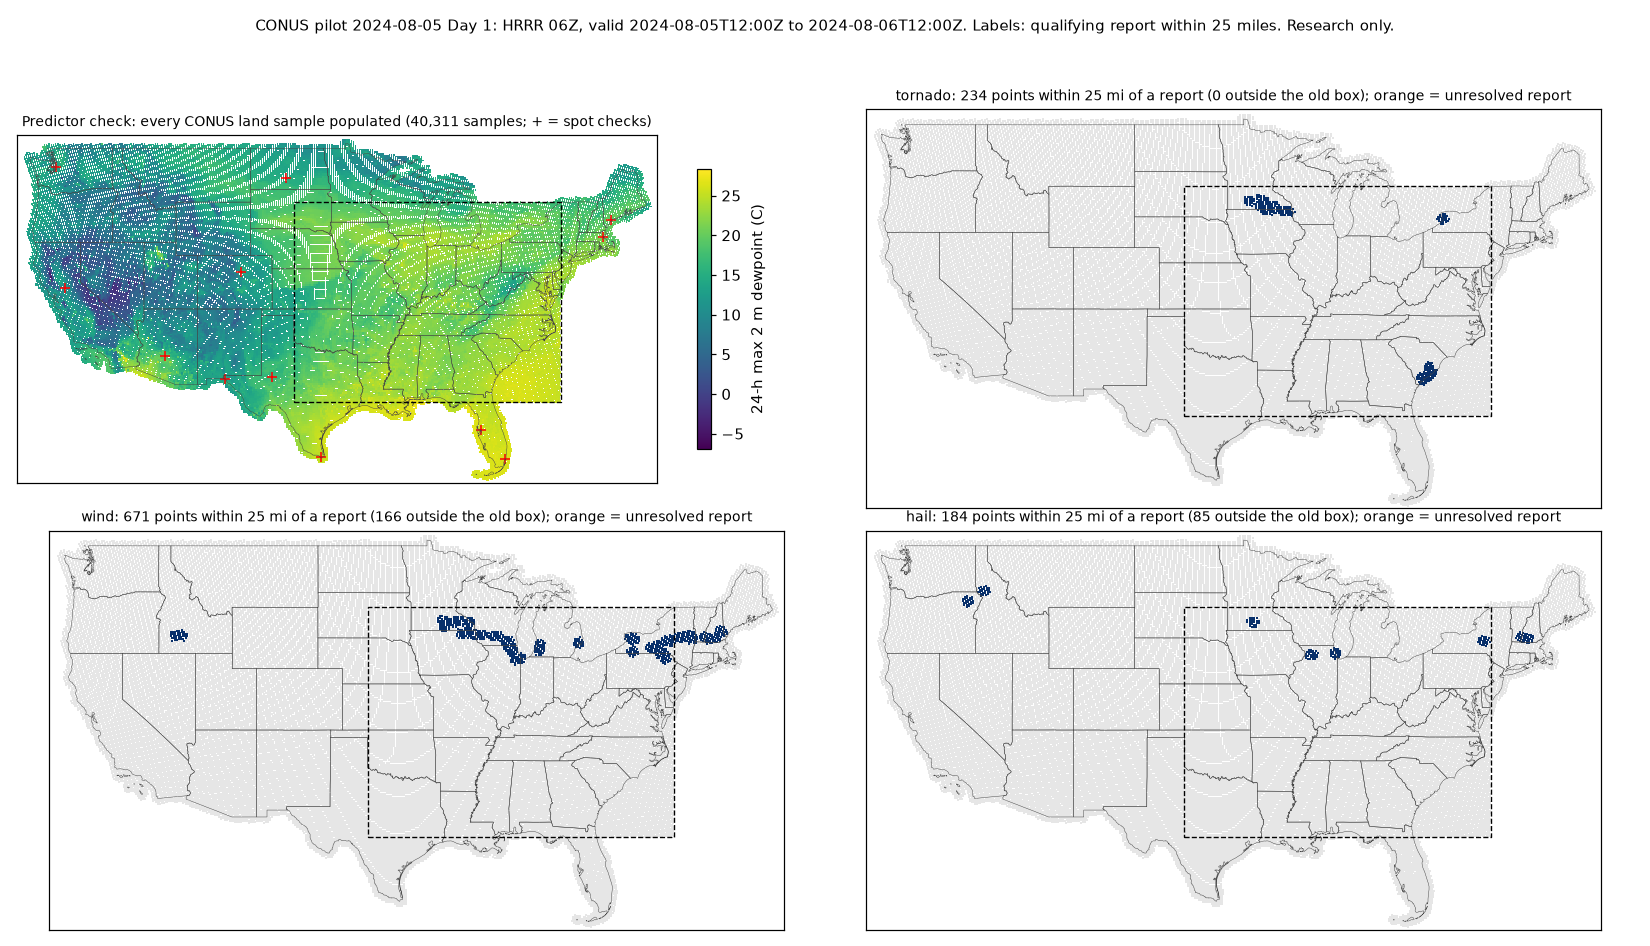 CONUS pilot 2024-08-05 Day 1: HRRR 06Z, valid 2024-08-05T12:00Z to 2024-08-06T12:00Z. Labels: qualifying report within 25 miles. Research only.
Predictor check: every CONUS land sample populated (40,311 samples; + = spot checks)
25
20
15
10
5
0
−5
24-h max 2 m dewpoint (C)
tornado: 234 points within 25 mi of a report (0 outside the old box); orange = unresolved report
wind: 671 points within 25 mi of a report (166 outside the old box); orange = unresolved report
hail: 184 points within 25 mi of a report (85 outside the old box); orange = unresolved report